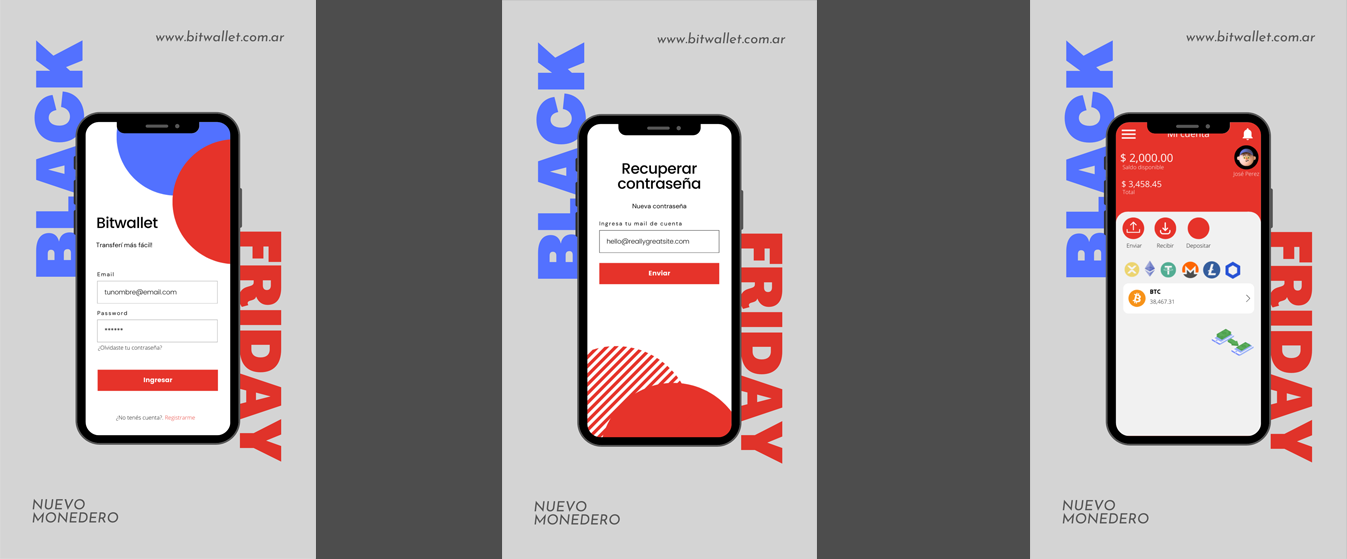 www.bitwallet.com.ar
BLACK
Bitwallet
Transferí más fácil!
Email
tunombre@email.com
Password
******
¿Olvidaste tu contraseña?
Ingresar
¿No tenés cuenta? Registrarme
FRIDAY
NUEVO
MONEDERO
www.bitwallet.com.ar
BLACK
Recuperar
contraseña
Nueva contraseña
Ingresa tu mail de cuenta
hello@reallygreatsite.com
Enviar
FRIDAY
NUEVO
MONEDERO
www.bitwallet.com.ar
BLACK
Mi cuenta
$ 2,000.00
Saldo disponible
José Perez
$ 3,458.45
Total
Enviar Recibir Depositar
BTC
38,467.31
FRIDAY
NUEVO
MONEDERO